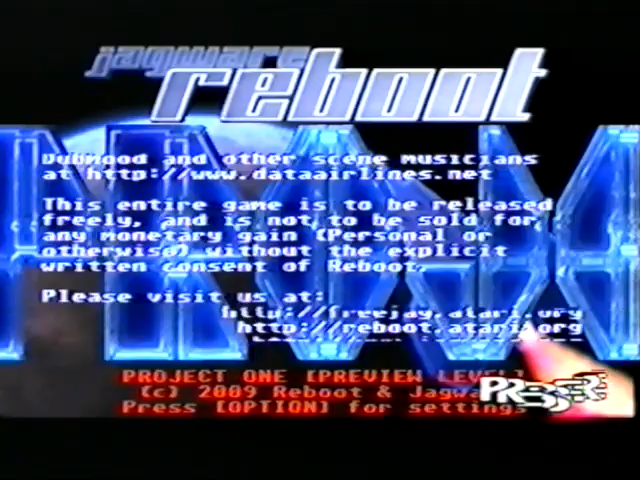 jagware
reboot
Dubmood and other scene musicians
at http://www.dataairlines.net
This entire game is to be released
freely, and is not to be sold for
any monetary gain (Personal or
otherwise) without the explicit
written consent of Reboot.
Please visit us at:
http://freejag.atari.org
http://reboot.atari.org
PROJECT ONE [PREVIEW LEVEL]
(c) 2009 Reboot &
Press [OPTION] for settings